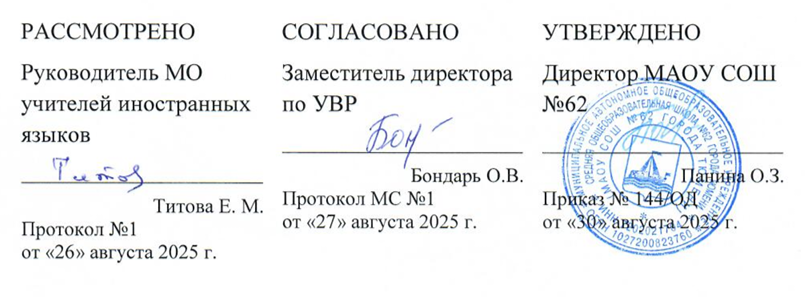 РАССМОТРЕНО
Руководитель МО
учителей иностранных
языков
Титова Е. М.
Протокол №1
от «26» августа 2025 г.
СОГЛАСОВАНО
Заместитель директора
по УВР
Бондарь О.В.
Протокол МС №1
от «27» августа 2025 г.
УТВЕРЖДЕНО
Директор МАОУ СОШ
№62
Панина О.З.
Приказ № 144/ОД
от «30» августа 2025 г.